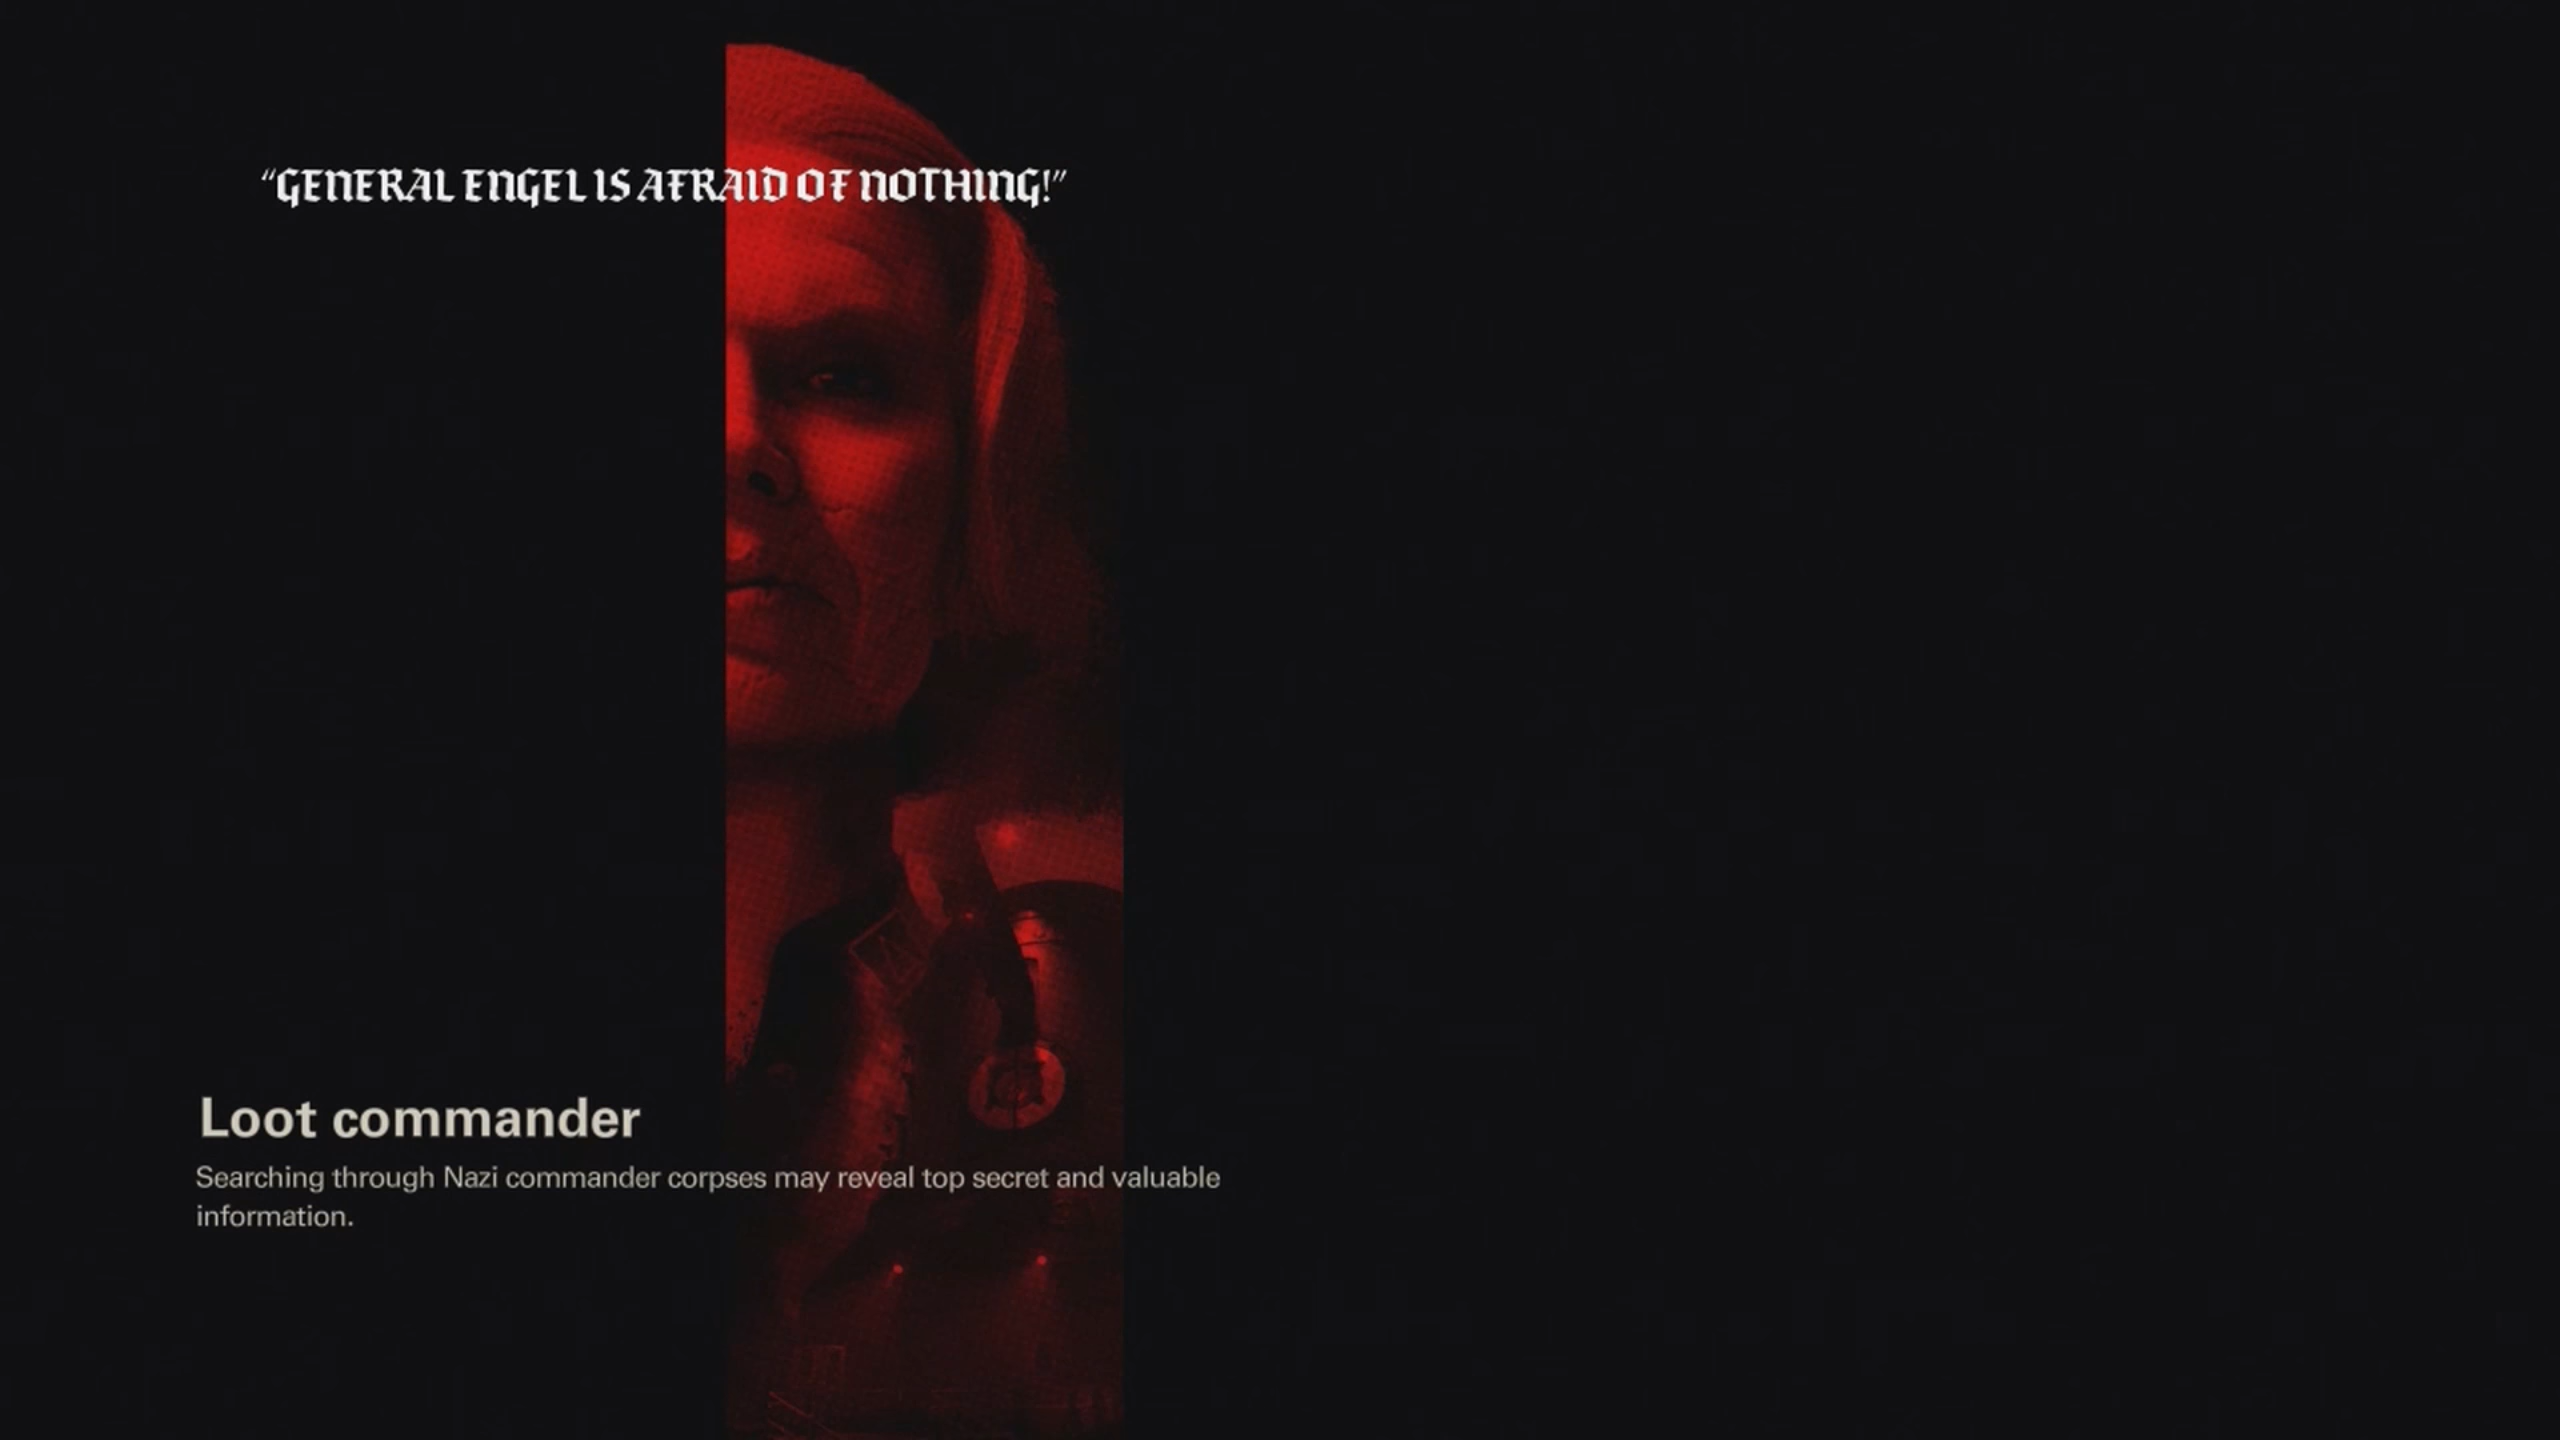 “GENERAL ENGEL IS AFRAID OF NOTHING!”
Loot commander
Searching through Nazi commander corpses may reveal top secret and valuable
information.